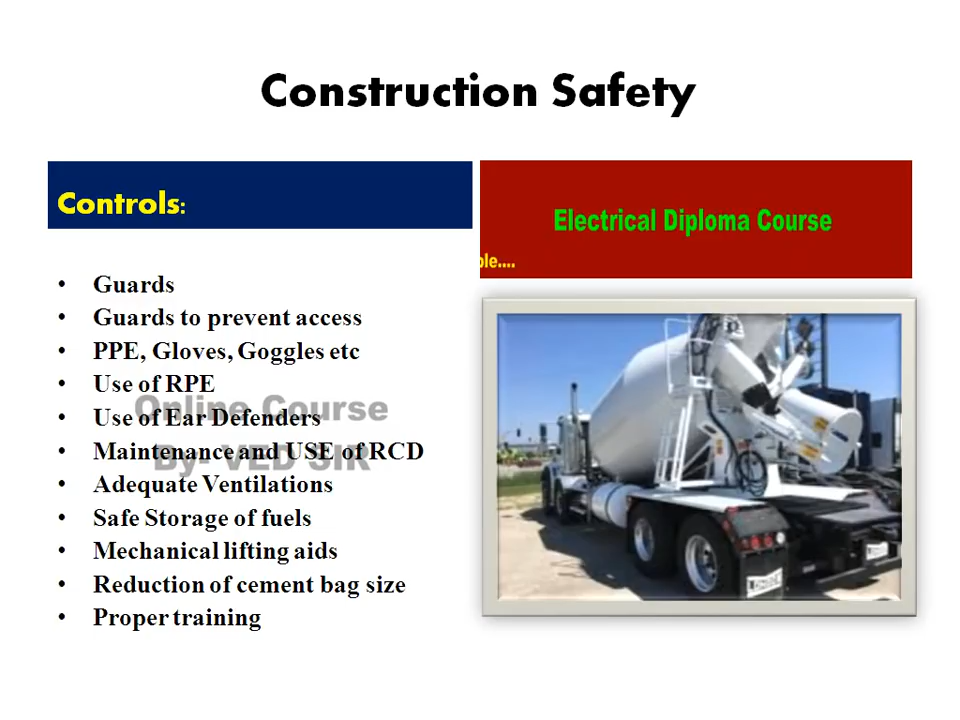 Construction Safety
Controls:
Electrical Diploma Course
ple....
• Guards
• Guards to prevent access
• PPE, Gloves, Goggles etc
• Use of RPE
• Use of Ear Defenders
• Maintenance and USE of RCD
• Adequate Ventilations
• Safe Storage of fuels
• Mechanical lifting aids
• Reduction of cement bag size
• Proper training
Online Course
By- VED SIR